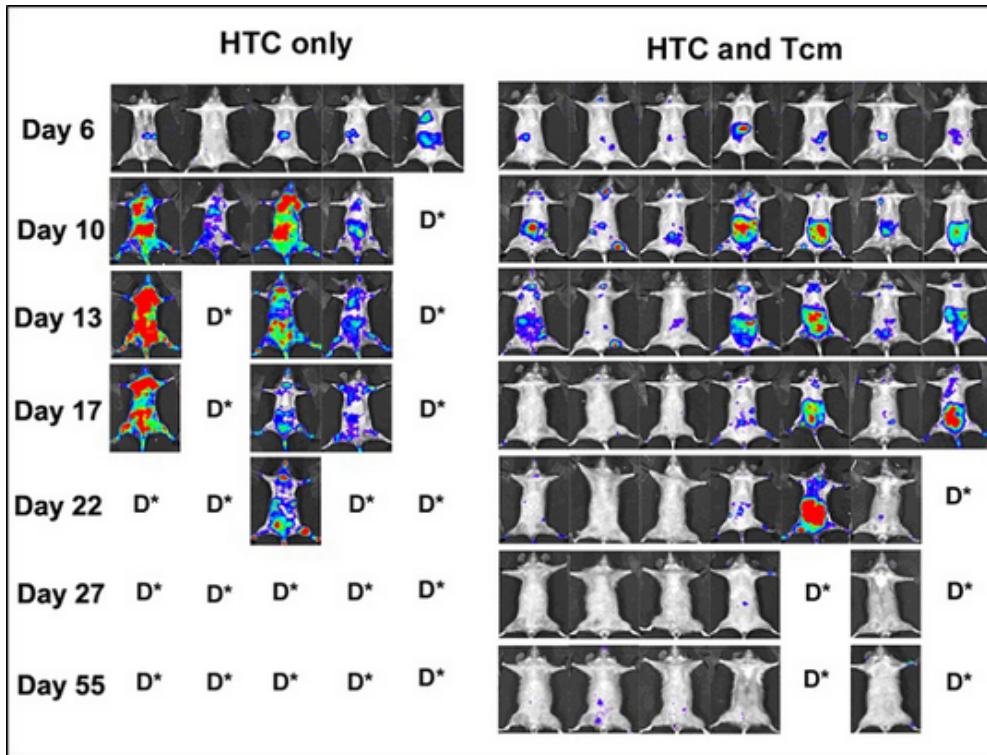 HTC only HTC and Tcm
Day 6
Day 10 D*
Day 13 D* D*
Day 17 D* D*
Day 22 D* D* D* D* D*
Day 27 D* D* D* D* D* D* D*
Day 55 D* D* D* D* D* D* D*